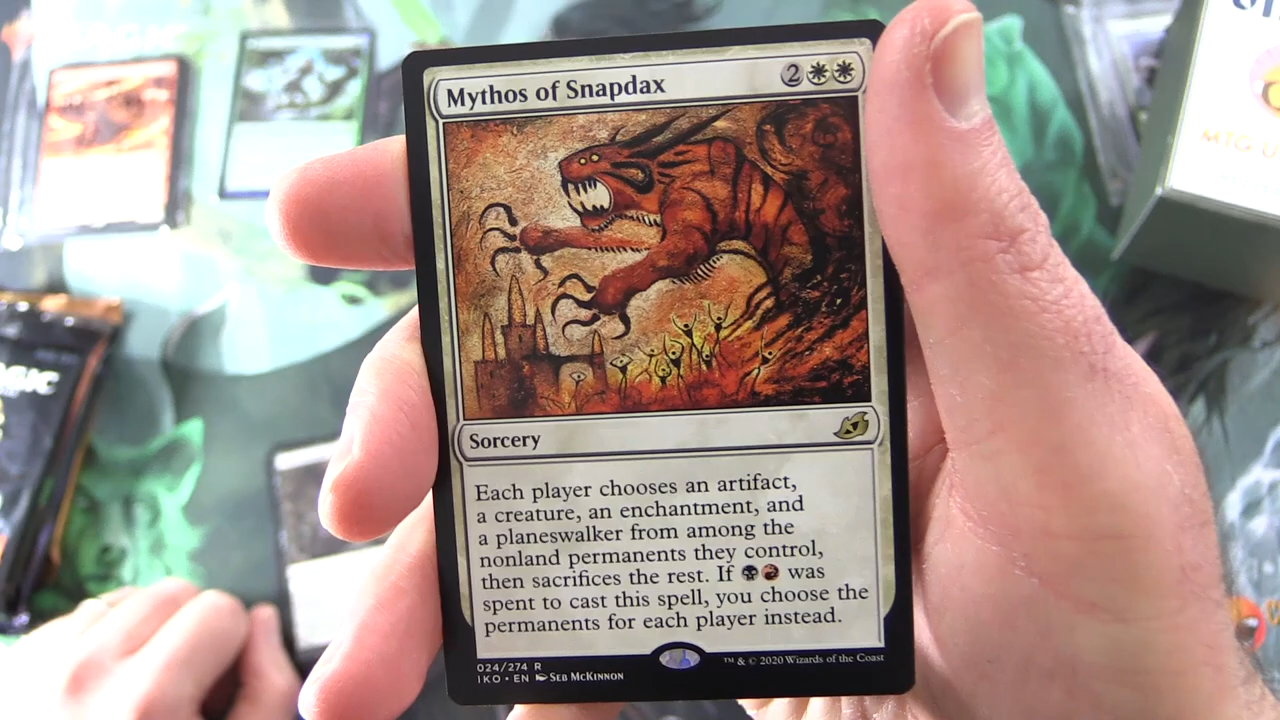 Mythos of Snapdax
2
Sorcery
Each player chooses an artifact,
a creature, an enchantment, and
a planeswalker from among the
nonland permanents they control,
then sacrifices the rest. If was
spent to cast this spell, you choose the
permanents for each player instead.
024/274 R
IKO • EN SEB MCKINNON
™ & © 2020 Wizards of the Coast
MTG U